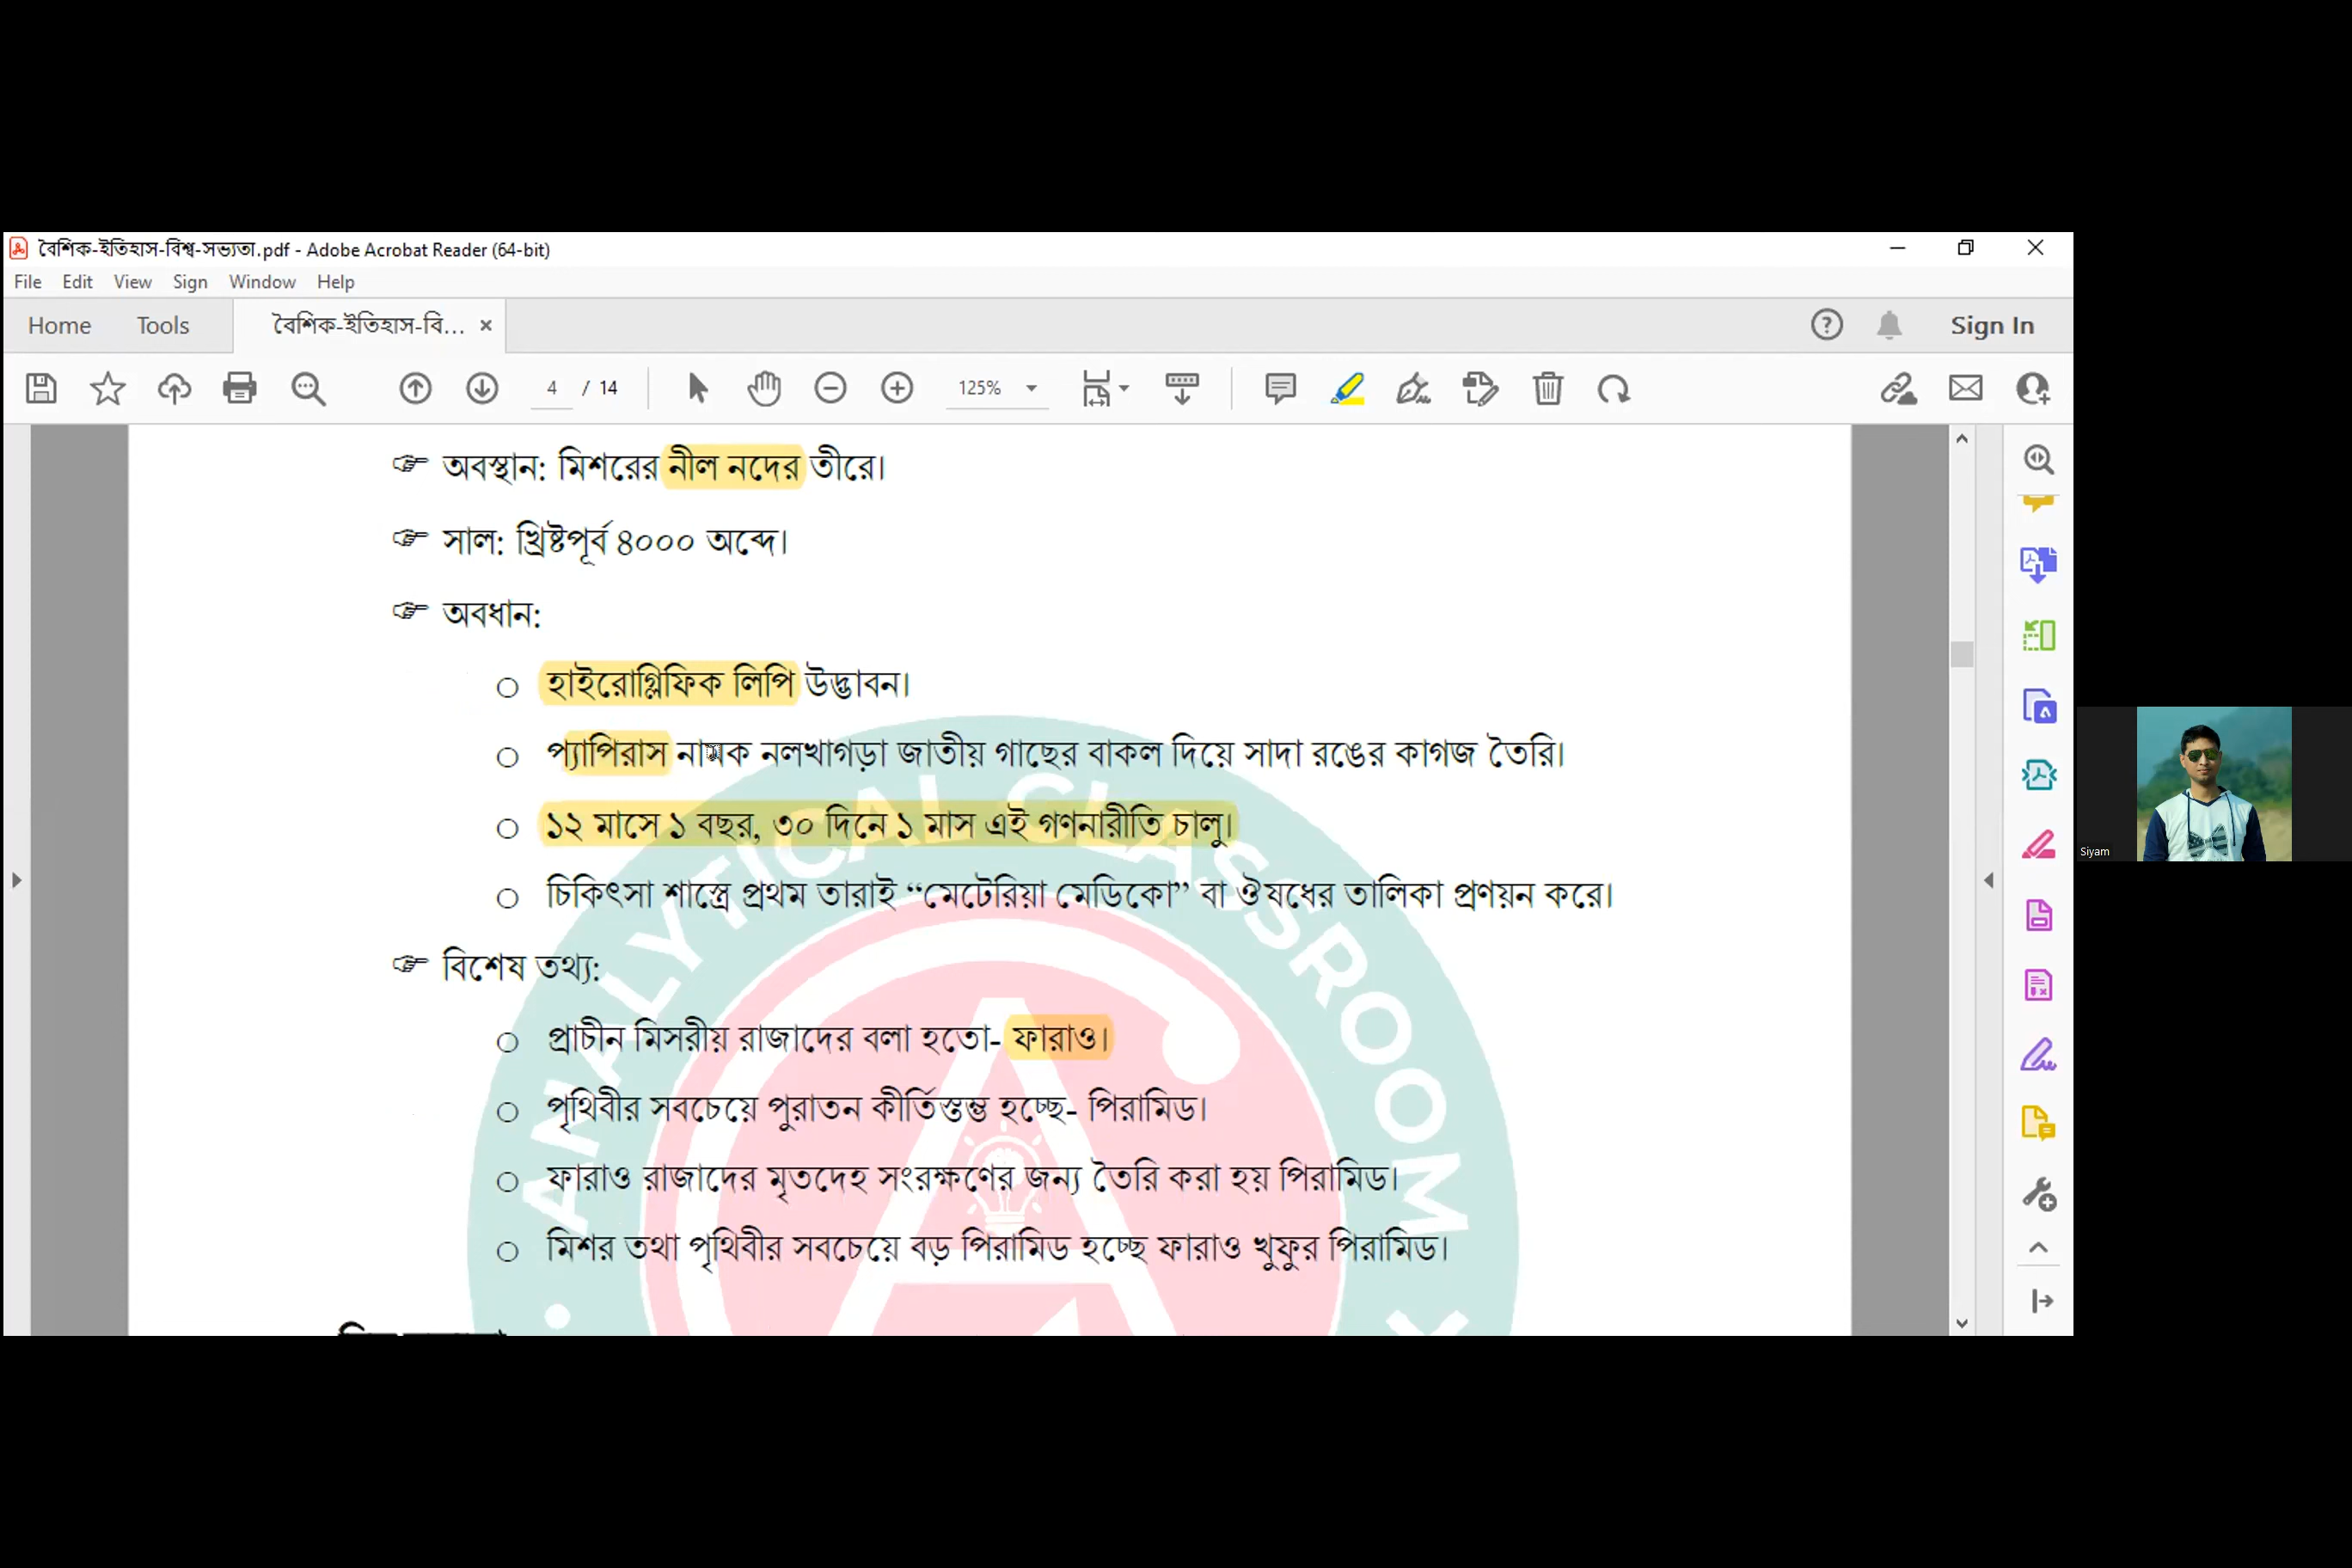 বৈশিক-ইতিহাস-বিশ্ব-সভ্যতা.pdf - Adobe Acrobat Reader (64-bit)
File Edit View Sign Window Help
Home Tools বৈশিক-ইতিহাস-বি... × Sign In
4 / 14 125%
অবস্থান: মিশরের নীল নদের তীরে।
সাল: খ্রিষ্টপূর্ব ৪০০০ অব্দে।
অবধান:
হাইরোগ্লিফিক লিপি উদ্ভাবন।
প্যাপিরাস নামক নলখাগড়া জাতীয় গাছের বাকল দিয়ে সাদা রঙের কাগজ তৈরি।
১২ মাসে ১ বছর, ৩০ দিনে ১ মাস এই গণনারীতি চালু।
চিকিৎসা শাস্ত্রে প্রথম তারাই “মেটেরিয়া মেডিকো” বা ঔষধের তালিকা প্রণয়ন করে।
বিশেষ তথ্য:
প্রাচীন মিসরীয় রাজাদের বলা হতো- ফারাও।
পৃথিবীর সবচেয়ে পুরাতন কীর্তিস্তম্ভ হচ্ছে- পিরামিড।
ফারাও রাজাদের মৃতদেহ সংরক্ষণের জন্য তৈরি করা হয় পিরামিড।
মিশর তথা পৃথিবীর সবচেয়ে বড় পিরামিড হচ্ছে ফারাও খুফুর পিরামিড।
ANALYTICAL CLASSROOM
Siyam